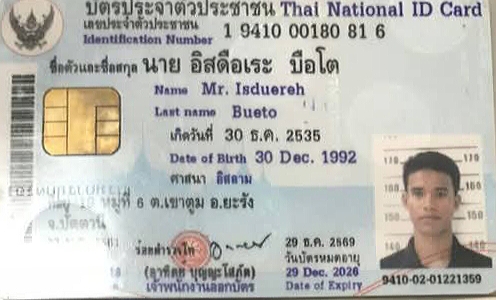 บัตรประจำตัวประชาชน Thai National ID Card
เลขประจำตัวประชาชน 1 9410 00180 81 6
Identification Number
ชื่อตัวและชื่อสกุล นาย อิสดือเระ บือโต
Name Mr. Isduereh
Last name Bueto
เกิดวันที่ 30 ธ.ค. 2535
Date of Birth 30 Dec. 1992
ศาสนา อิสลาม
หมู่ที่ 6 ต.เขาตูม อ.ยะรัง
จ.ปัตตานี
29 ธ.ค. 2569
วันบัตรหมดอายุ
29 Dec. 2026
Date of Expiry
เจ้าพนักงานออกบัตร
170
160
150
150
140
9410-02-01221359